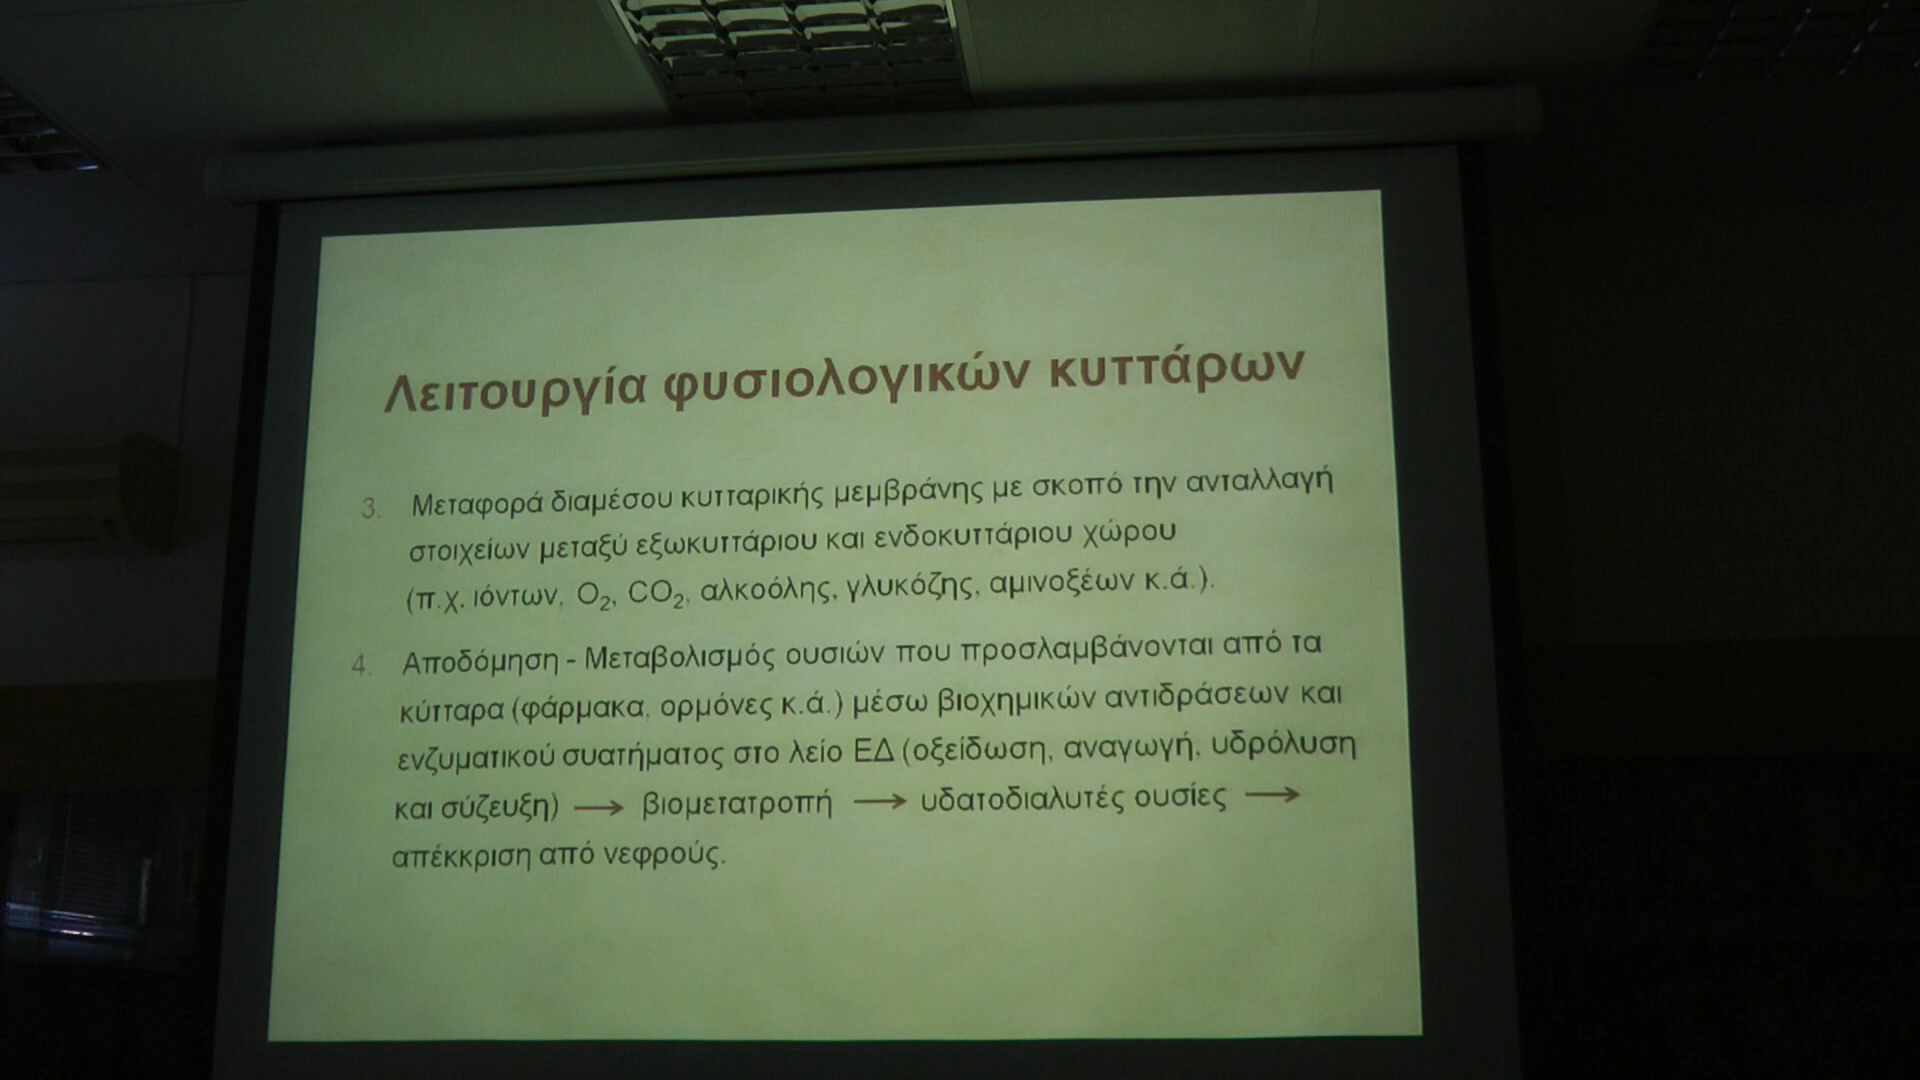 Λειτουργία φυσιολογικών κυττάρων
3. Μεταφορά διαμέσου κυτταρικής μεμβράνης με σκοπό την ανταλλαγή
στοιχείων μεταξύ εξωκυττάριου και ενδοκυττάριου χώρου
(π.χ. ιόντων, O₂, CO₂, αλκοόλης, γλυκόζης, αμινοξέων κ.ά.).
4. Αποδόμηση - Μεταβολισμός ουσιών που προσλαμβάνονται από τα
κύτταρα (φάρμακα, ορμόνες κ.ά.) μέσω βιοχημικών αντιδράσεων και
ενζυματικού συατήματος στο λείο ΕΔ (οξείδωση, αναγωγή, υδρόλυση
και σύζευξη) → βιομετατροπή → υδατοδιαλυτές ουσίες →
απέκκριση από νεφρούς.